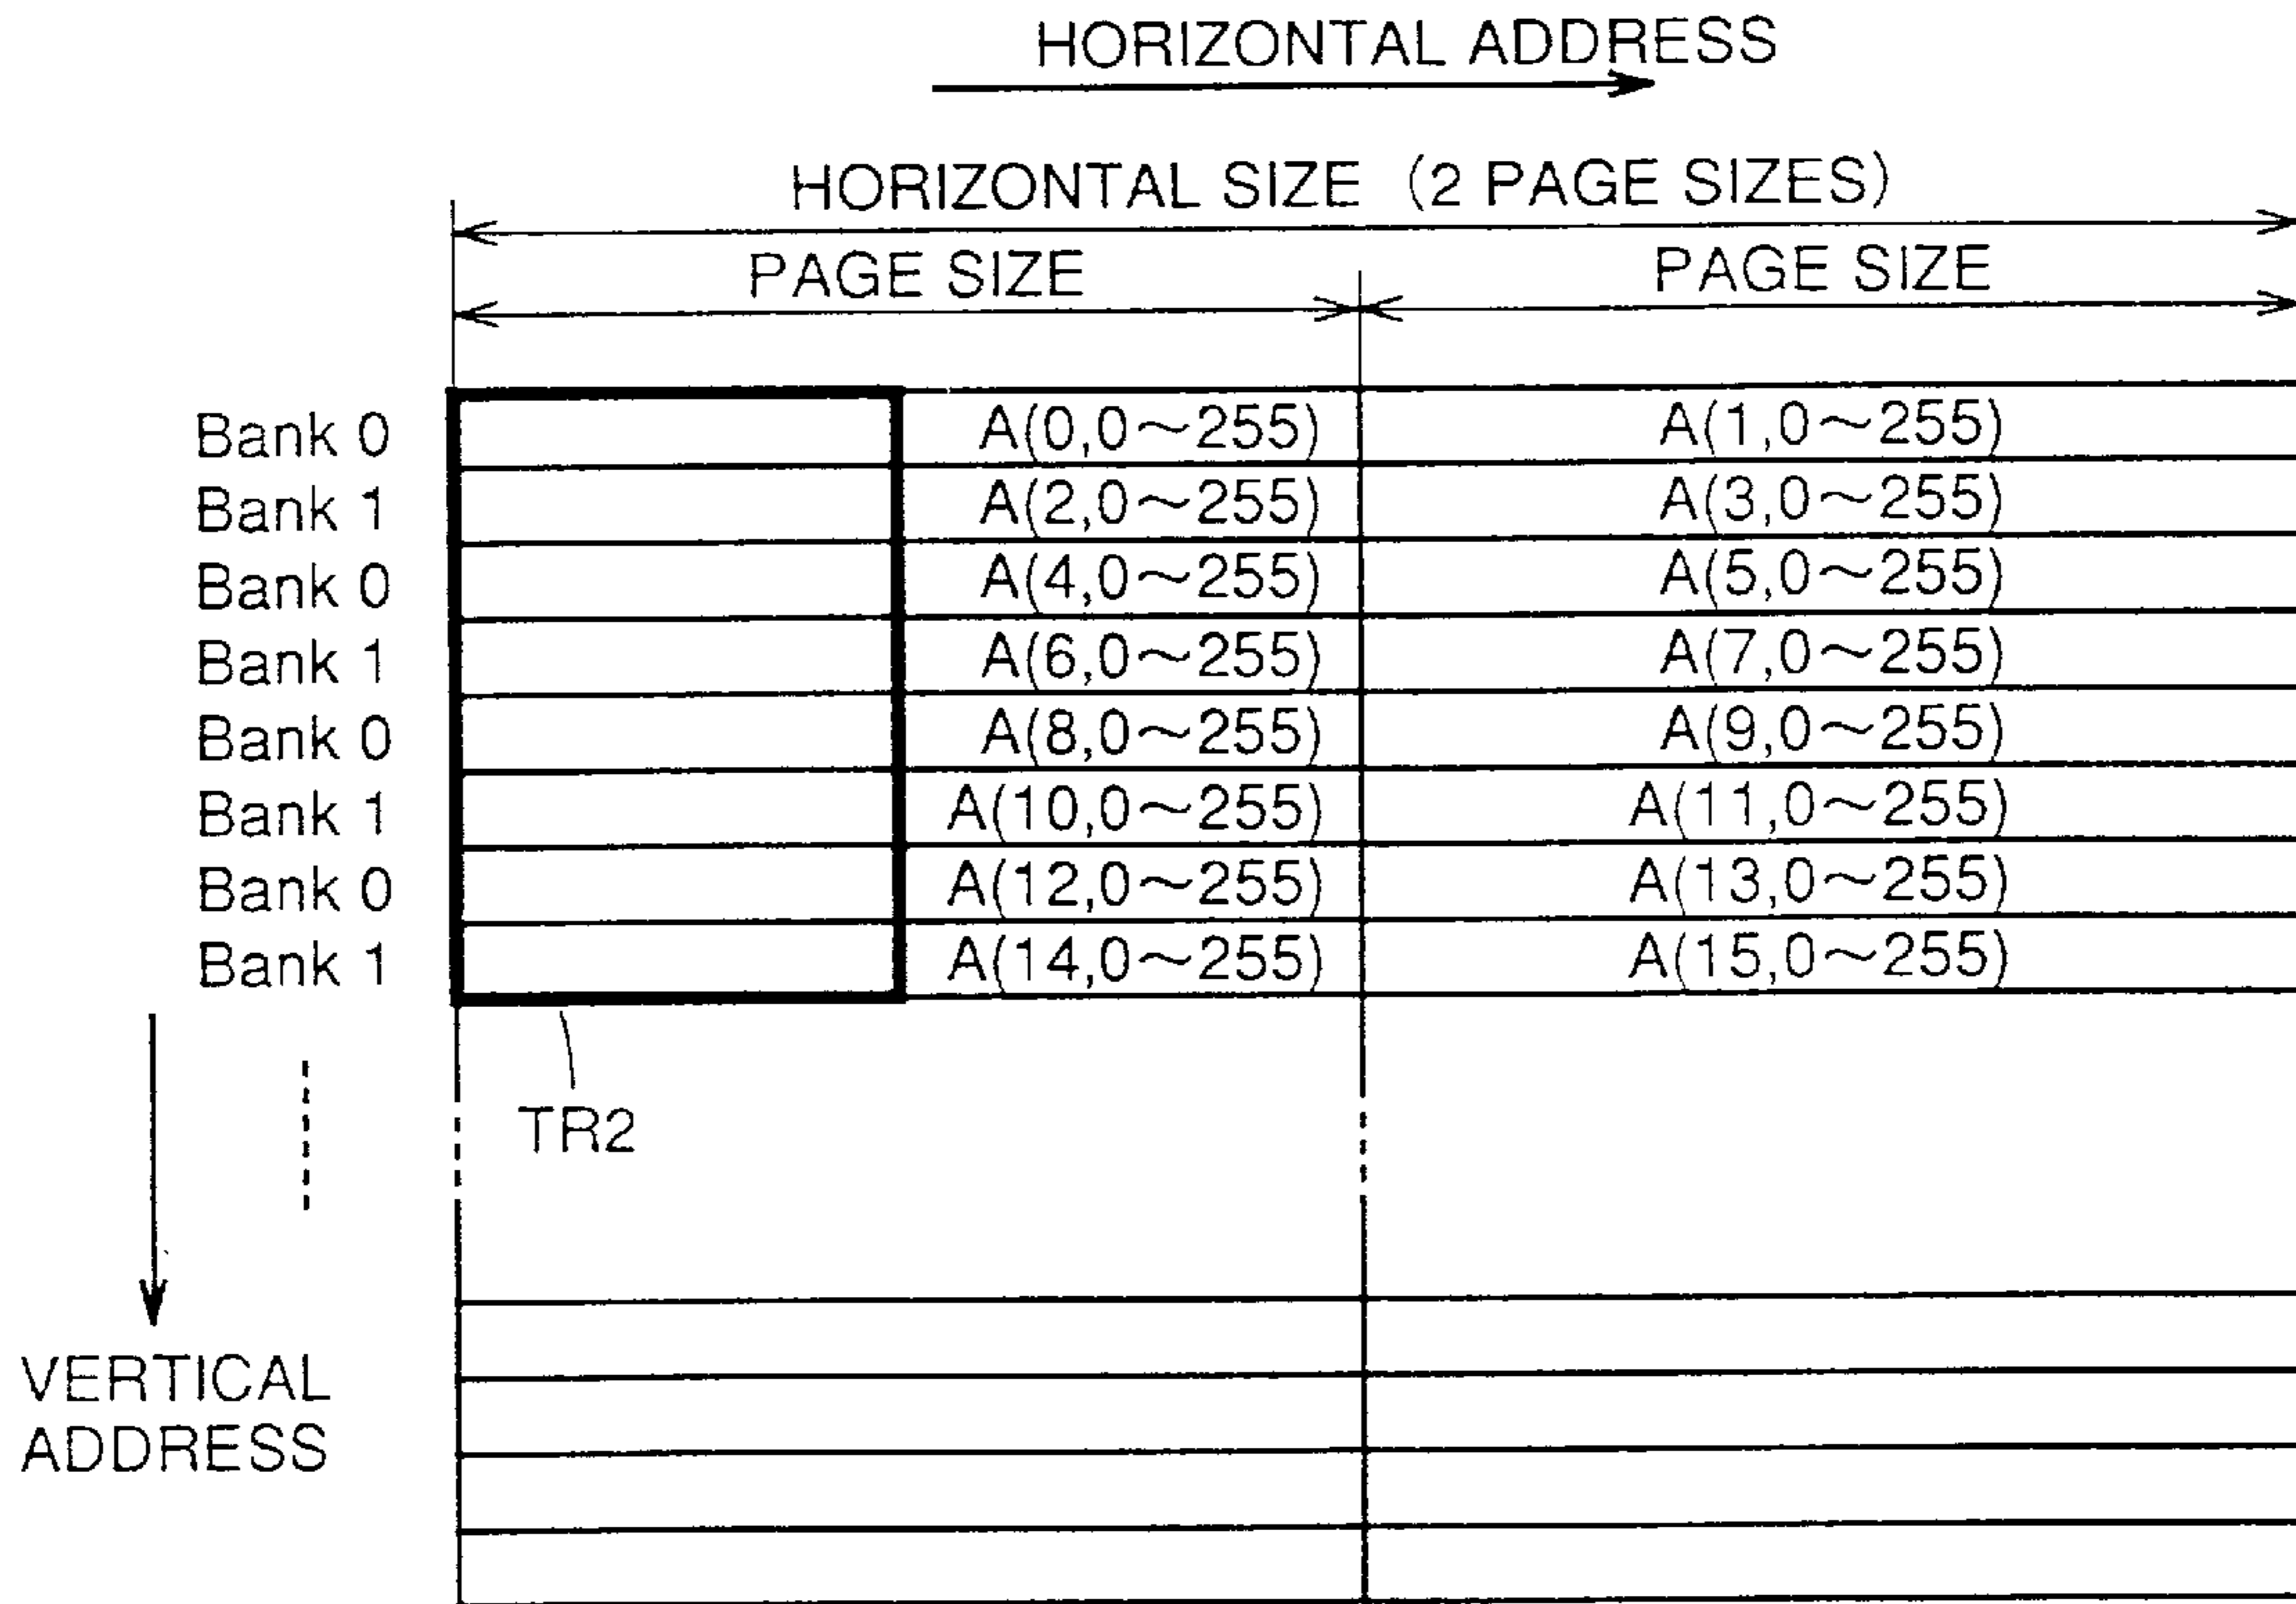 HORIZONTAL ADDRESS
HORIZONTAL SIZE (2 PAGE SIZES)
PAGE SIZE PAGE SIZE
Bank 0 A(0,0~255) A(1,0~255)
Bank 1 A(2,0~255) A(3,0~255)
Bank 0 A(4,0~255) A(5,0~255)
Bank 1 A(6,0~255) A(7,0~255)
Bank 0 A(8,0~255) A(9,0~255)
Bank 1 A(10,0~255) A(11,0~255)
Bank 0 A(12,0~255) A(13,0~255)
Bank 1 A(14,0~255) A(15,0~255)
TR2
VERTICAL
ADDRESS